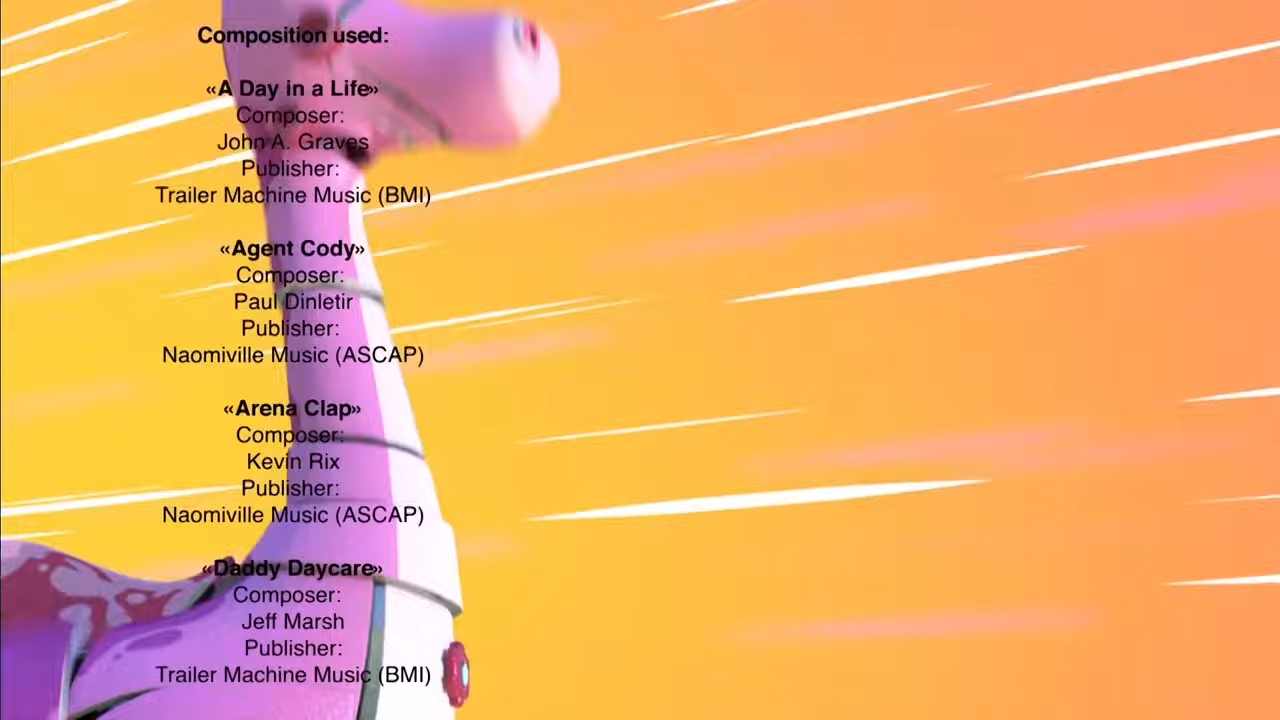 Composition used:
«A Day in a Life»
Composer:
John A. Graves
Publisher:
Trailer Machine Music (BMI)
«Agent Cody»
Composer:
Paul Dinletir
Publisher:
Naomiville Music (ASCAP)
«Arena Clap»
Composer:
Kevin Rix
Publisher:
Naomiville Music (ASCAP)
«Daddy Daycare»
Composer:
Jeff Marsh
Publisher:
Trailer Machine Music (BMI)